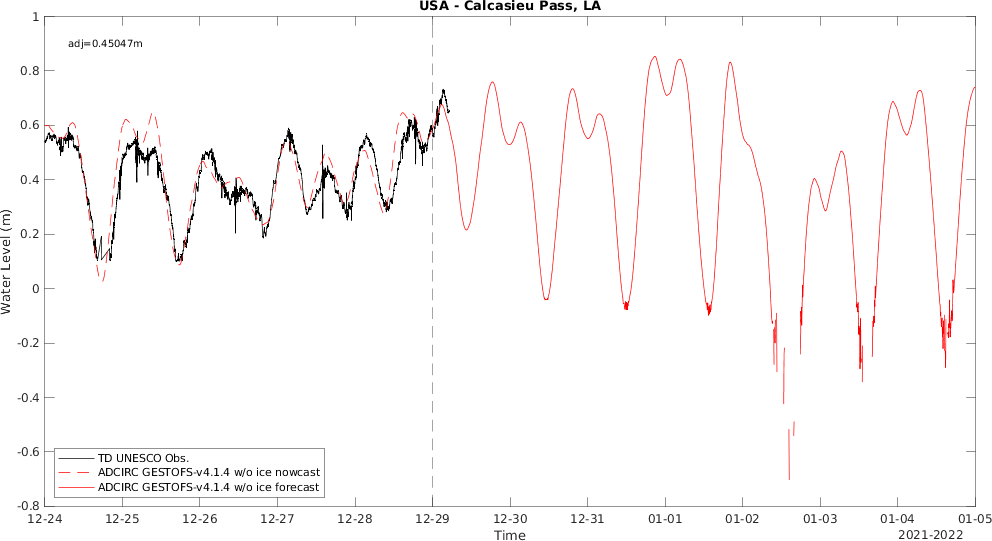 USA - Calcasieu Pass, LA
adj=0.45047m
1
0.8
0.6
0.4
0.2
0
-0.2
-0.4
-0.6
-0.8
Water Level (m)
TD UNESCO Obs.
ADCIRC GESTOFS-v4.1.4 w/o ice nowcast
ADCIRC GESTOFS-v4.1.4 w/o ice forecast
12-24 12-25 12-26 12-27 12-28 12-29 12-30 12-31 01-01 01-02 01-03 01-04 01-05
Time
2021-2022